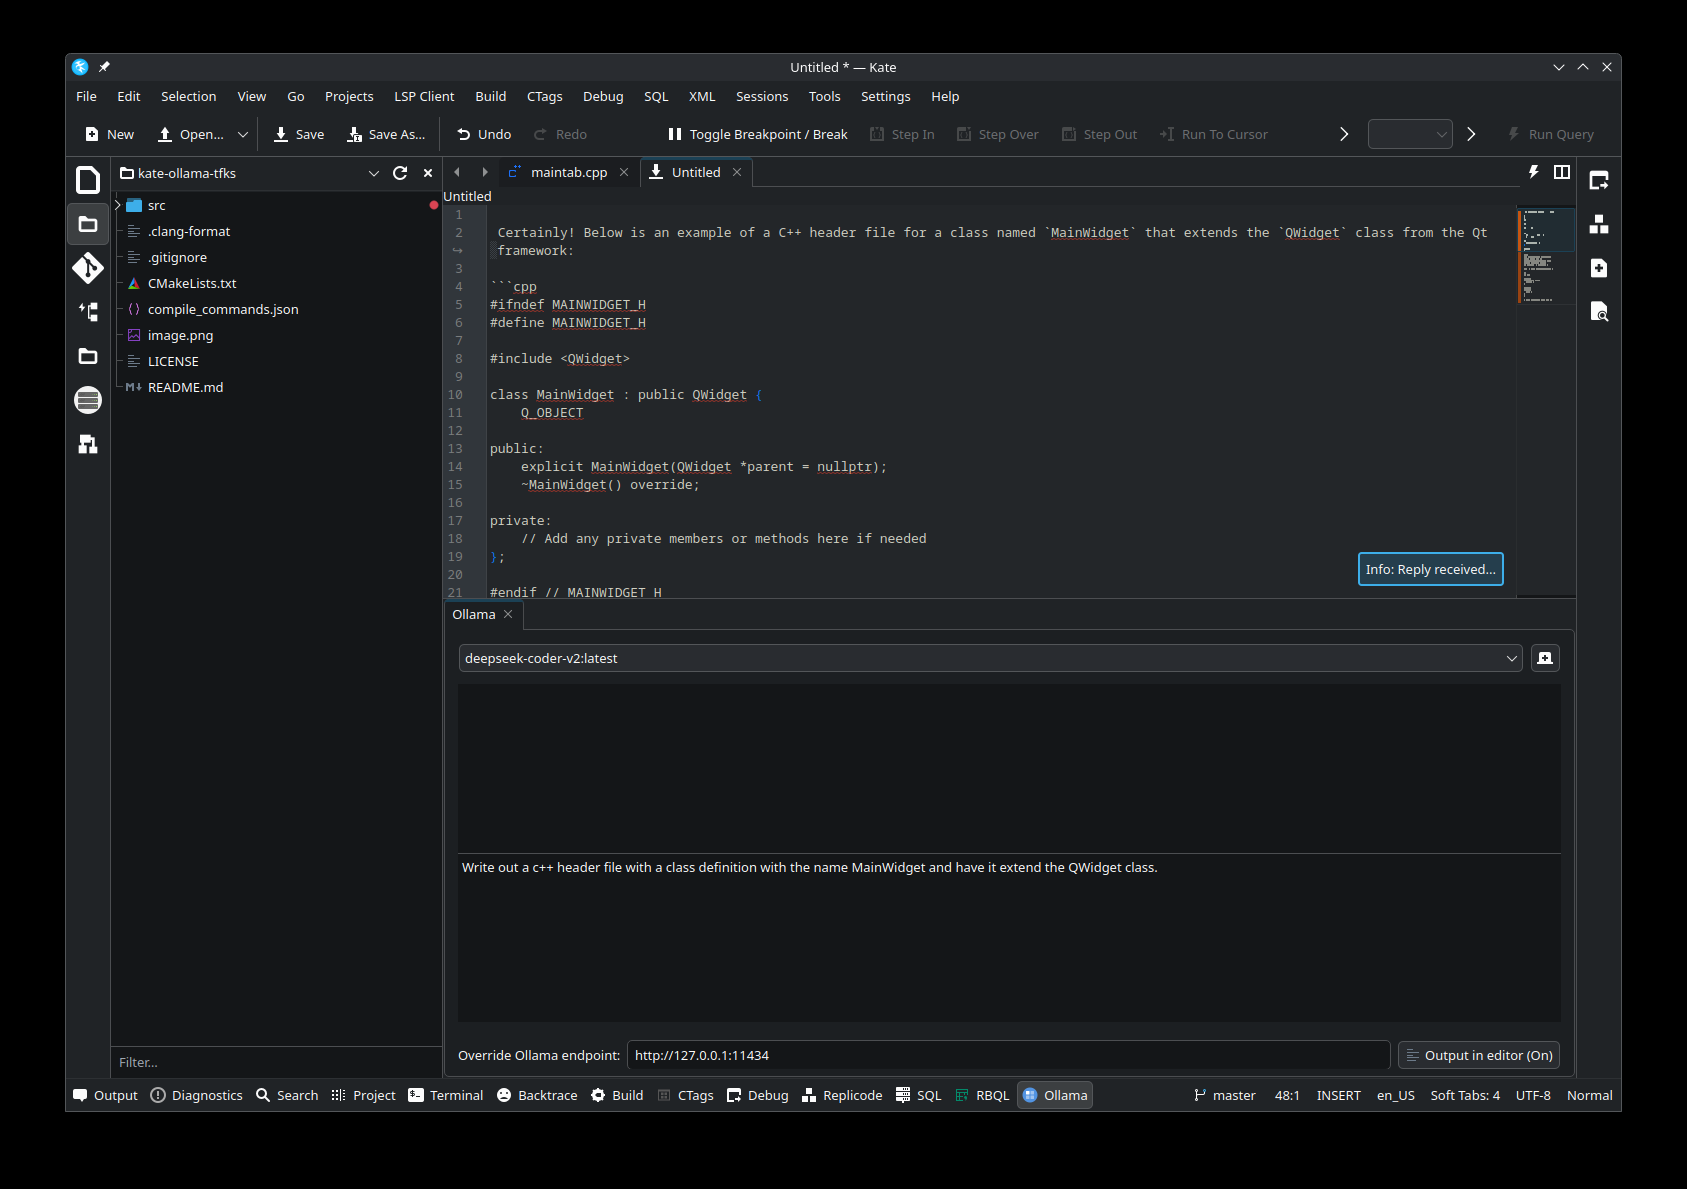 Untitled * — Kate
File Edit Selection View Go Projects LSP Client Build CTags Debug SQL XML Sessions Tools Settings Help
New Open... Save Save As... Undo Redo Toggle Breakpoint / Break Step In Step Over Step Out Run To Cursor Run Query
kate-ollama-tfks
src
.clang-format
.gitignore
CMakeLists.txt
compile_commands.json
image.png
LICENSE
README.md
Filter...
maintab.cpp Untitled
Untitled
1
2 Certainly! Below is an example of a C++ header file for a class named `MainWidget` that extends the `QWidget` class from the Qt
framework:
3
4 ```cpp
5 #ifndef MAINWIDGET_H
6 #define MAINWIDGET_H
7
8 #include <QWidget>
9
10 class MainWidget : public QWidget {
11 Q_OBJECT
12
13 public:
14 explicit MainWidget(QWidget *parent = nullptr);
15 ~MainWidget() override;
16
17 private:
18 // Add any private members or methods here if needed
19 };
20
21 #endif // MAINWIDGET_H
Info: Reply received...
Ollama
deepseek-coder-v2:latest
Write out a c++ header file with a class definition with the name MainWidget and have it extend the QWidget class.
Override Ollama endpoint: http://127.0.0.1:11434 Output in editor (On)
Output Diagnostics Search Project Terminal Backtrace Build CTags Debug Replicode SQL RBQL Ollama master 48:1 INSERT en_US Soft Tabs: 4 UTF-8 Normal